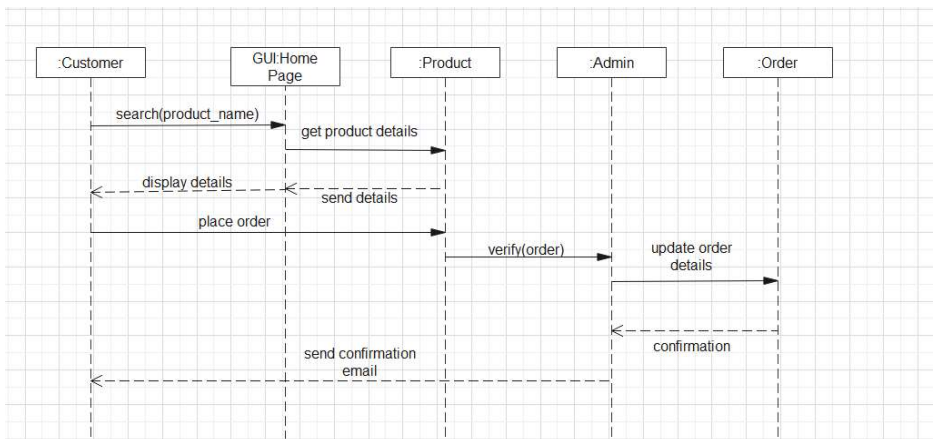 :Customer
GUI:Home
Page
:Product
:Admin
:Order
search(product_name)
get product details
display details
send details
place order
verify(order)
update order
details
confirmation
send confirmation
email